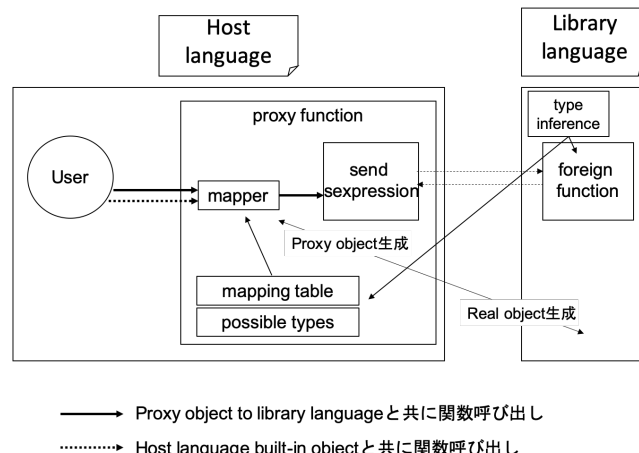 Host
language
Library
language
proxy function
type
inference
User
mapper
send
sexpression
foreign
function
Proxy object生成
mapping table
possible types
Real object生成
Proxy object to library languageと共に関数呼び出し
Host language built-in objectと共に関数呼び出し